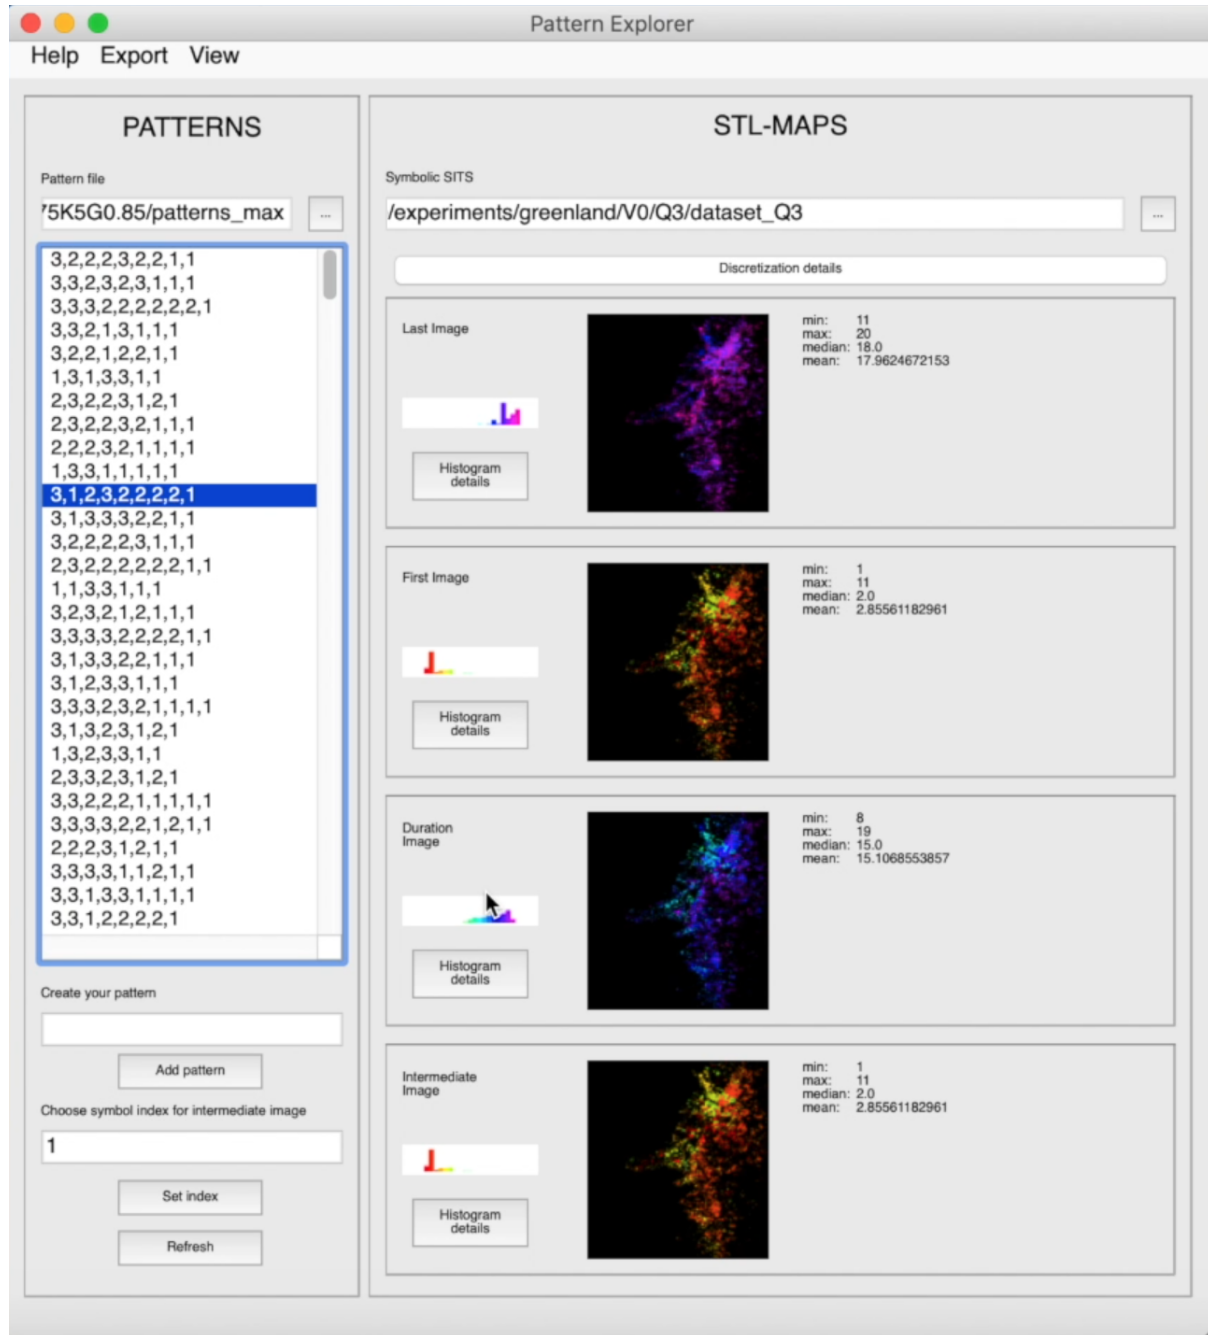 Pattern Explorer
Help Export View
PATTERNS
Pattern file
75K5G0.85/patterns_max
...
3,2,2,2,3,2,2,1,1
3,3,2,3,2,3,1,1,1
3,3,3,2,2,2,2,2,2,1
3,3,2,1,3,1,1,1
3,2,2,1,2,2,1,1
1,3,1,3,3,1,1
2,3,2,2,3,1,2,1
2,3,2,2,3,2,1,1,1
2,2,2,3,2,1,1,1,1
1,3,3,1,1,1,1,1
3,1,2,3,2,2,2,2,1
3,1,3,3,3,2,2,1,1
3,2,2,2,2,3,1,1,1
2,3,2,2,2,2,2,2,1,1
1,1,3,3,1,1,1
3,2,3,2,1,2,1,1,1
3,3,3,3,2,2,2,2,1,1
3,1,3,3,2,2,1,1,1
3,1,2,3,3,1,1,1
3,3,3,2,3,2,1,1,1,1
3,1,3,2,3,1,2,1
1,3,2,3,3,1,1
2,3,3,2,3,1,2,1
3,3,2,2,2,1,1,1,1,1
3,3,3,3,2,2,1,2,1,1
2,2,2,3,1,2,1,1
3,3,3,3,1,1,2,1,1
3,3,1,3,3,1,1,1,1
3,3,1,2,2,2,2,1
Create your pattern
Add pattern
Choose symbol index for intermediate image
1
Set index
Refresh
STL-MAPS
Symbolic SITS
/experiments/greenland/V0/Q3/dataset_Q3
...
Discretization details
Last Image
Histogram
details
min: 11
max: 20
median: 18.0
mean: 17.9624672153
First Image
Histogram
details
min: 1
max: 11
median: 2.0
mean: 2.85561182961
Duration
Image
Histogram
details
min: 8
max: 19
median: 15.0
mean: 15.1068553857
Intermediate
Image
Histogram
details
min: 1
max: 11
median: 2.0
mean: 2.85561182961